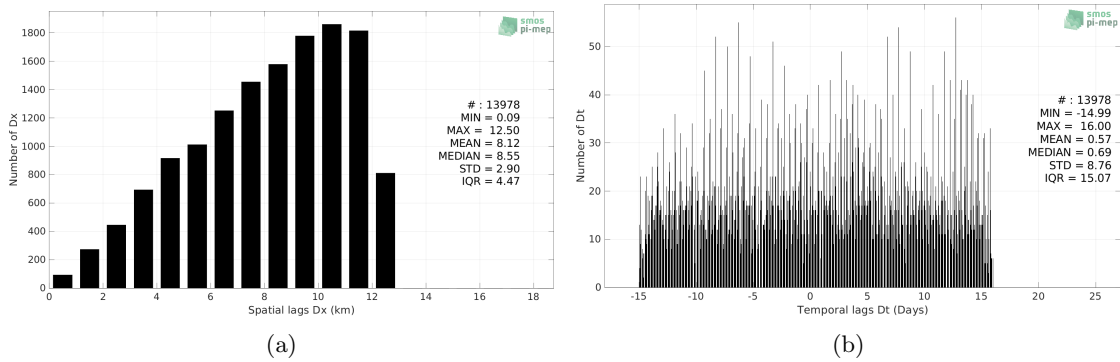 1800
1600
1400
1200
1000
800
600
400
200
0
Number of Dx
smos
pi-mep
# : 13978
MIN = 0.09
MAX = 12.50
MEAN = 8.12
MEDIAN = 8.55
STD = 2.90
IQR = 4.47
0 2 4 6 8 10 12 14 16 18
Spatial lags Dx (km)
(a)
50
40
30
20
10
0
Number of Dt
smos
pi-mep
# : 13978
MIN = -14.99
MAX = 16.00
MEAN = 0.57
MEDIAN = 0.69
STD = 8.76
IQR = 15.07
-15 -10 -5 0 5 10 15 20 25
Temporal lags Dt (Days)
(b)